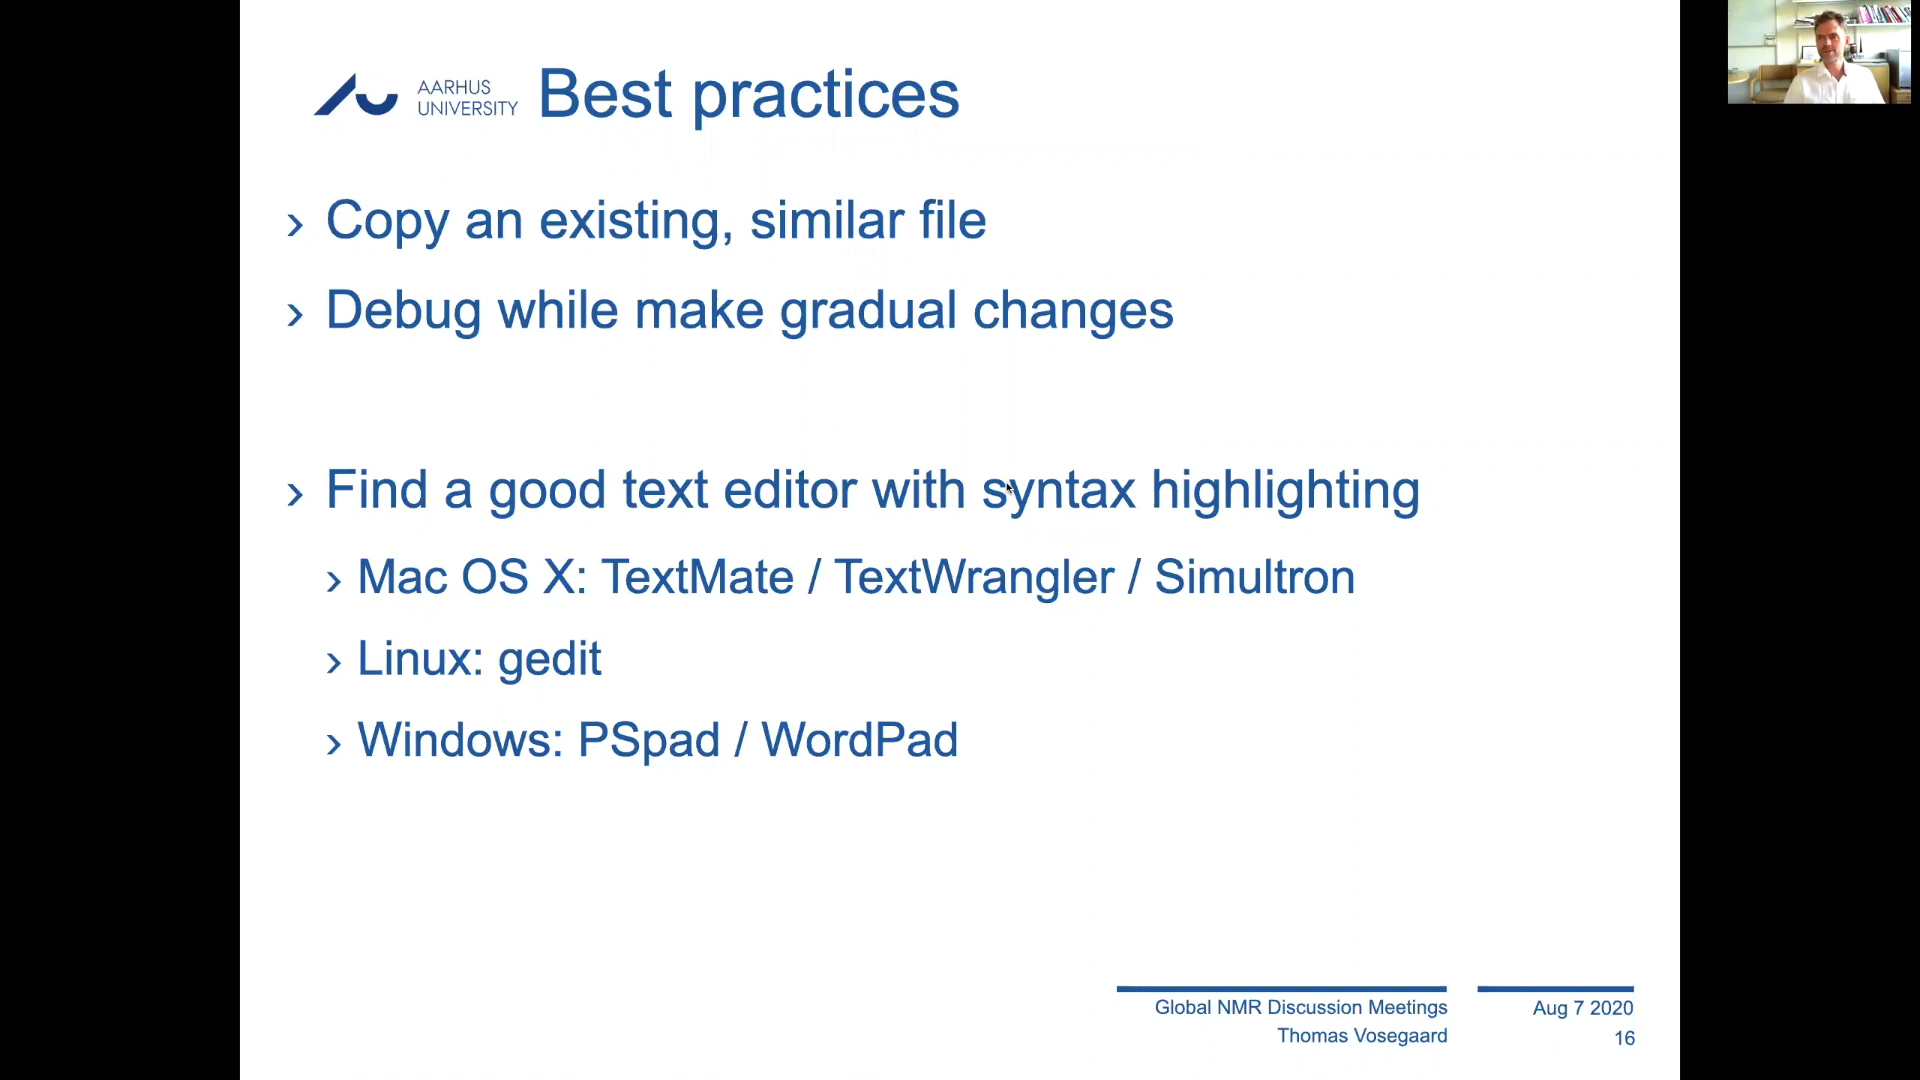 AARHUS
UNIVERSITY
Best practices
› Copy an existing, similar file
› Debug while make gradual changes
› Find a good text editor with syntax highlighting
› Mac OS X: TextMate / TextWrangler / Simultron
› Linux: gedit
› Windows: PSpad / WordPad
Global NMR Discussion Meetings
Thomas Vosegaard
Aug 7 2020
16